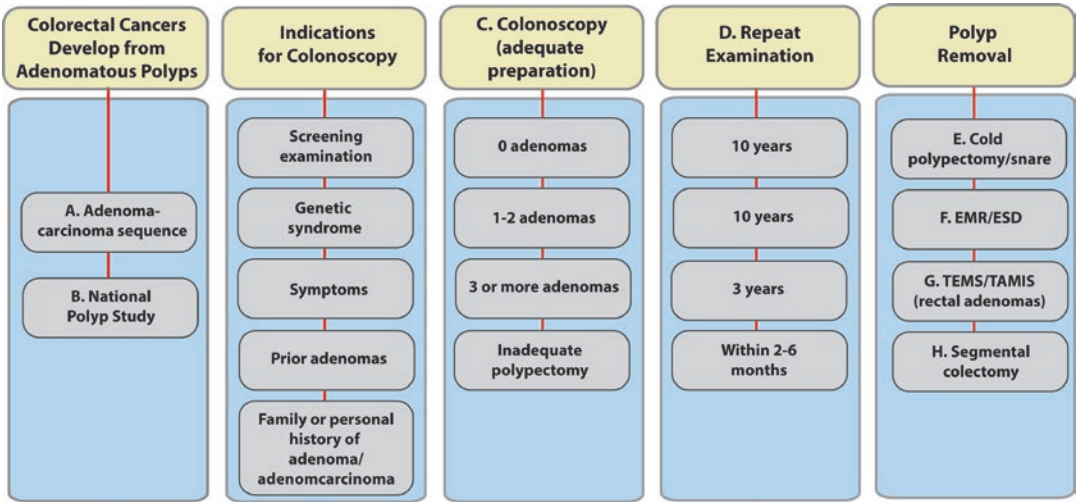 Colorectal Cancers
Develop from
Adenomatous Polyps
A. Adenoma-
carcinoma sequence
B. National
Polyp Study
Indications
for Colonoscopy
Screening
examination
Genetic
syndrome
Symptoms
Prior adenomas
Family or personal
history of
adenoma/
adenomcarcinoma
C. Colonoscopy
(adequate
preparation)
0 adenomas
1-2 adenomas
3 or more adenomas
Inadequate
polypectomy
D. Repeat
Examination
10 years
10 years
3 years
Within 2-6
months
Polyp
Removal
E. Cold
polypectomy/snare
F. EMR/ESD
G. TEMS/TAMIS
(rectal adenomas)
H. Segmental
colectomy